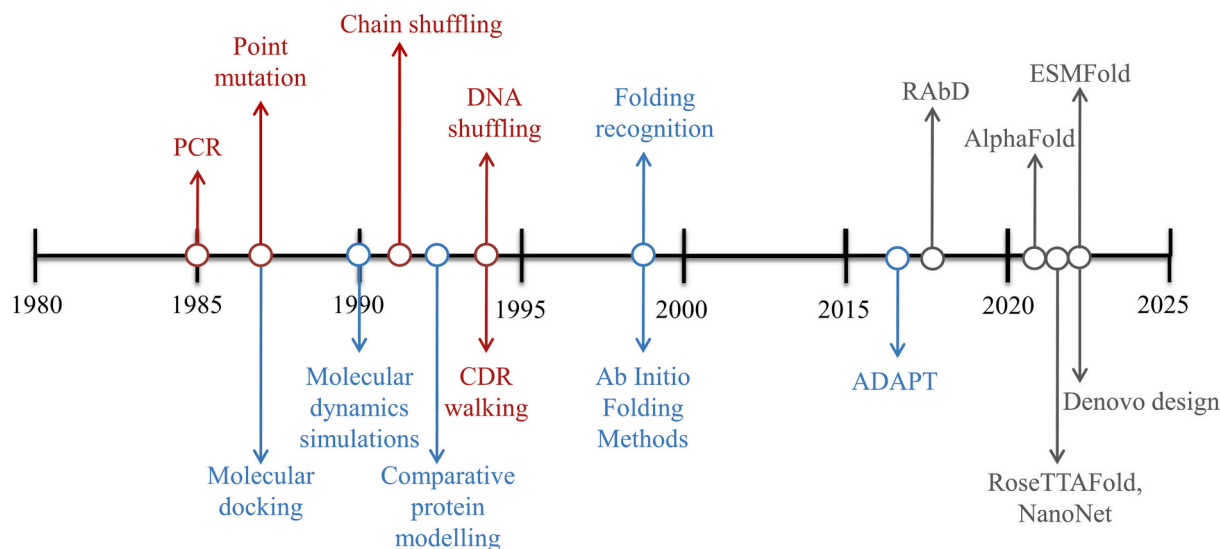 Chain shuffling
Point
mutation
ESMFold
DNA
shuffling
Folding
recognition
RAbD
PCR
AlphaFold
1980
1985
1990
1995
2000
2015
2020
2025
Molecular
dynamics
simulations
CDR
walking
Ab Initio
Folding
Methods
ADAPT
Denovo design
Molecular
docking
Comparative
protein
modelling
RoseTTAFold,
NanoNet